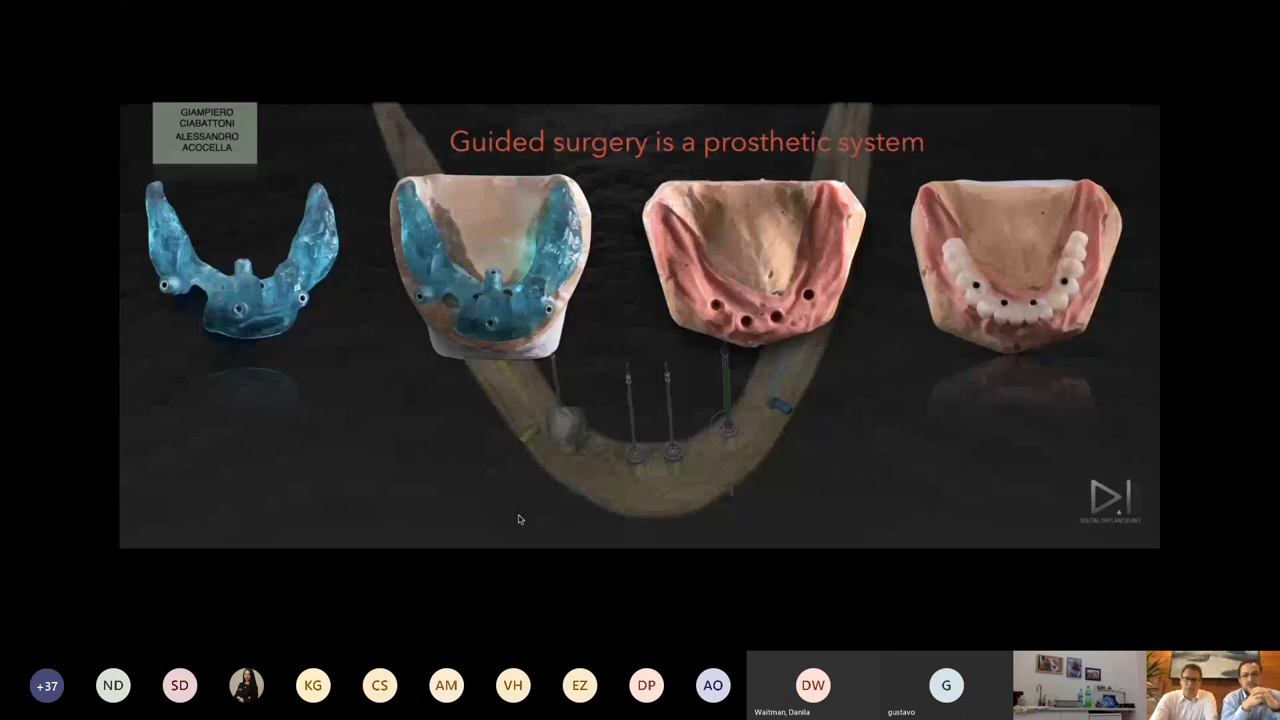 GIAMPIERO
CIABATTONI
ALESSANDRO
ACOCELLA
Guided surgery is a prosthetic system
DIGITAL IMPLANTOLOGY
+37
ND
SD
KG
CS
AM
VH
EZ
DP
AO
DW
Waitman, Danila
G
gustavo